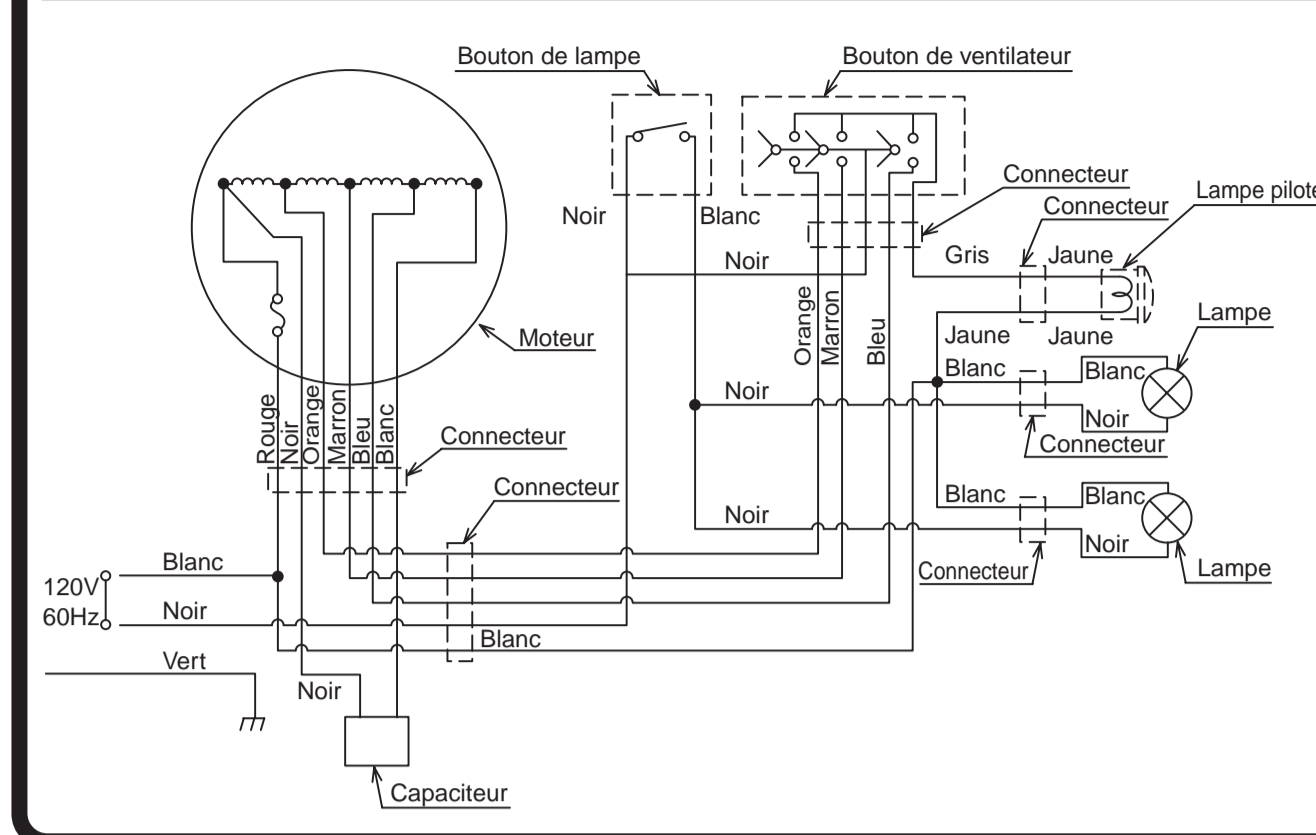 Bouton de lampe
Bouton de ventilateur
Connecteur
Connecteur
Lampe pilote
Noir
Blanc
Noir
Gris
Jaune
Orange
Marron
Bleu
Jaune
Jaune
Lampe
Moteur
Blanc
Blanc
Noir
Noir
Connecteur
Rouge
Noir
Orange
Marron
Bleu
Blanc
Connecteur
Connecteur
Blanc
Blanc
Noir
Noir
Connecteur
Lampe
120V
60Hz
Blanc
Noir
Blanc
Vert
Noir
Capaciteur